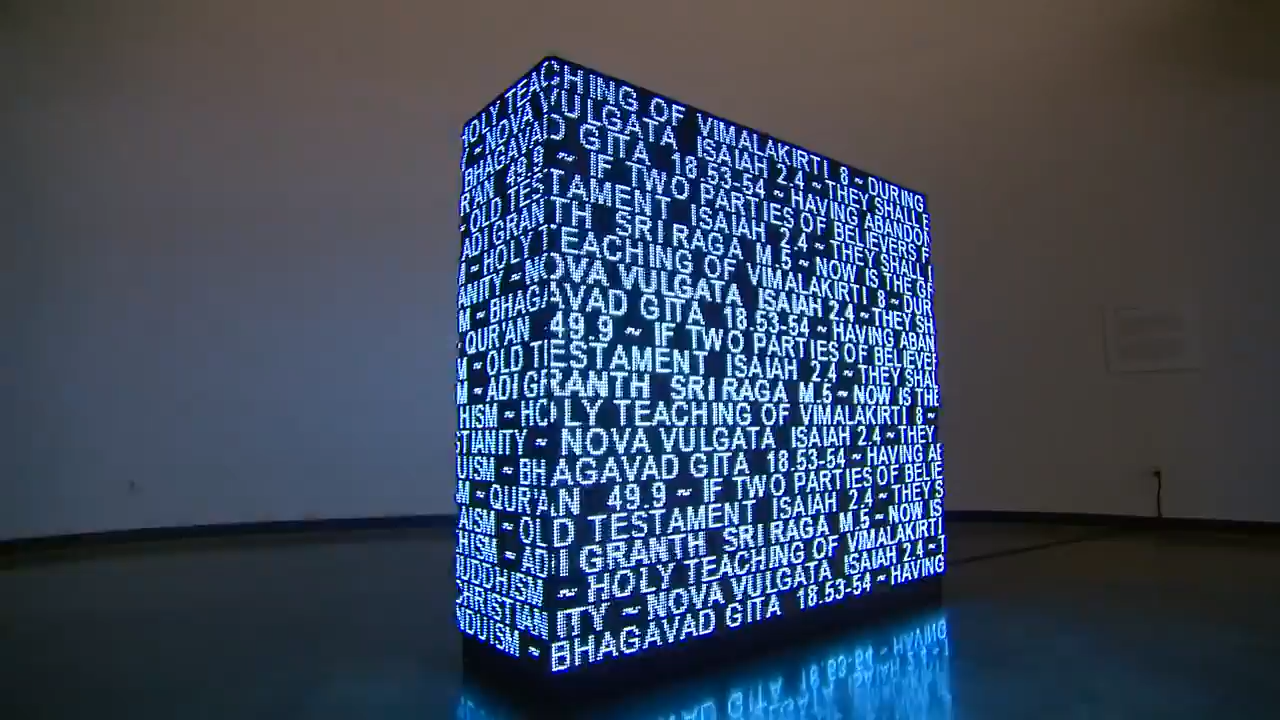 HOLY TEACHING OF VIMALAKIRTI 8 ~ DURING
~ NOVA VULGATA ISAIAH 2.4 ~ THEY SHALL
BHAGAVAD GITA 18.53-54 ~ HAVING ABANDO
R'AN 49.9 ~ IF TWO PARTIES OF BELIEVERS F
- OLD TESTAMENT ISAIAH 2.4 ~ THEY SHALL
ADI GRANTH SRI RAGA M.5 ~ NOW IS THE GR
- HOLY TEACHING OF VIMALAKIRTI 8 ~ DUR
ANITY ~ NOVA VULGATA ISAIAH 2.4 ~ THEY SH
M ~ BHAGAVAD GITA 18.53-54 ~ HAVING ABAN
QUR'AN 49.9 ~ IF TWO PARTIES OF BELIEVE
M ~ OLD TESTAMENT ISAIAH 2.4 ~ THEY SHAL
M ~ ADI GRANTH SRI RAGA M.5 ~ NOW IS THE
HISM ~ HOLY TEACHING OF VIMALAKIRTI 8 ~
STIANITY ~ NOVA VULGATA ISAIAH 2.4 ~ THEY
UISM ~ BHAGAVAD GITA 18.53-54 ~ HAVING AB
M ~ QUR'AN 49.9 ~ IF TWO PARTIES OF BELIE
AISM ~ OLD TESTAMENT ISAIAH 2.4 ~ THEY S
HISM ~ ADI GRANTH SRI RAGA M.5 ~ NOW IS
UDDHISM ~ HOLY TEACHING OF VIMALAKIRTI
CHRISTIANITY ~ NOVA VULGATA ISAIAH 2.4 ~
NDUISM ~ BHAGAVAD GITA 18.53-54 ~ HAVING